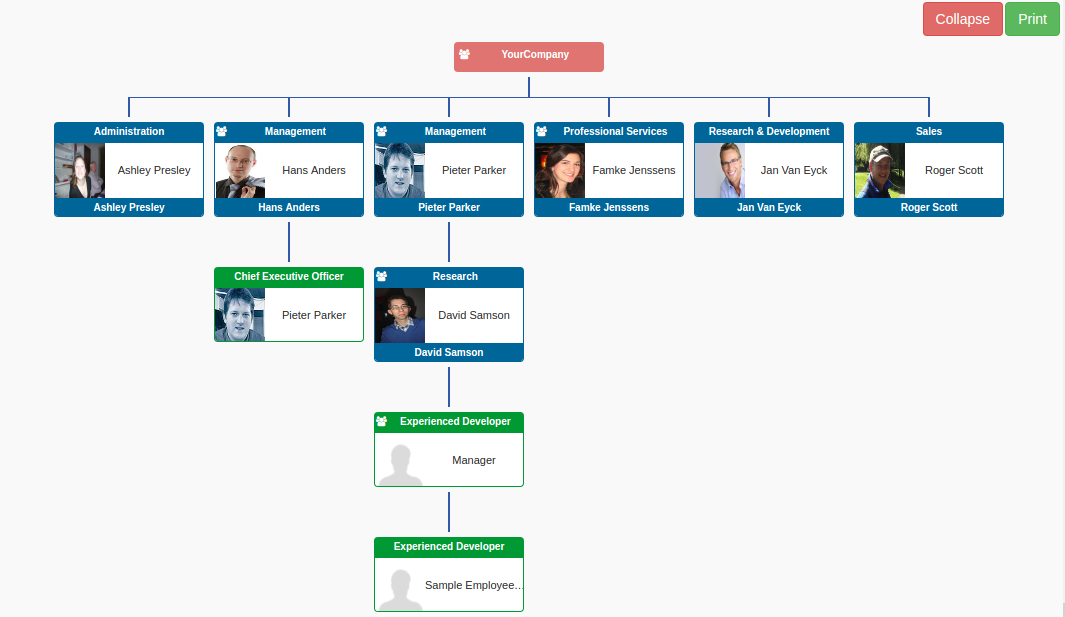 Collapse
Print
YourCompany
Administration
Ashley Presley
Ashley Presley
Management
Hans Anders
Hans Anders
Management
Pieter Parker
Pieter Parker
Professional Services
Famke Jenssens
Famke Jenssens
Research & Development
Jan Van Eyck
Jan Van Eyck
Sales
Roger Scott
Roger Scott
Chief Executive Officer
Pieter Parker
Research
David Samson
David Samson
Experienced Developer
Manager
Experienced Developer
Sample Employee...